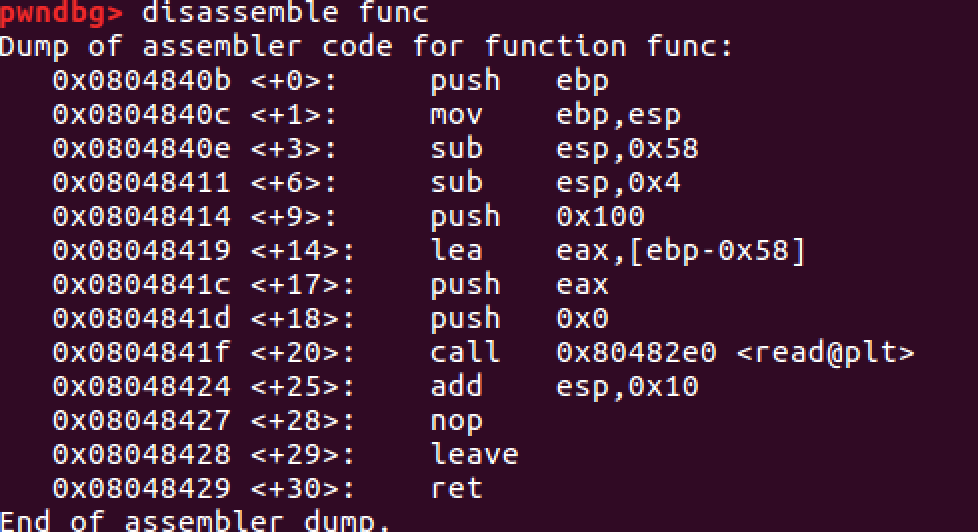 pwndbg> disassemble func
Dump of assembler code for function func:
   0x0804840b <+0>:     push   ebp
   0x0804840c <+1>:     mov    ebp,esp
   0x0804840e <+3>:     sub    esp,0x58
   0x08048411 <+6>:     sub    esp,0x4
   0x08048414 <+9>:     push   0x100
   0x08048419 <+14>:    lea    eax,[ebp-0x58]
   0x0804841c <+17>:    push   eax
   0x0804841d <+18>:    push   0x0
   0x0804841f <+20>:    call   0x80482e0 <read@plt>
   0x08048424 <+25>:    add    esp,0x10
   0x08048427 <+28>:    nop
   0x08048428 <+29>:    leave
   0x08048429 <+30>:    ret
End of assembler dump.